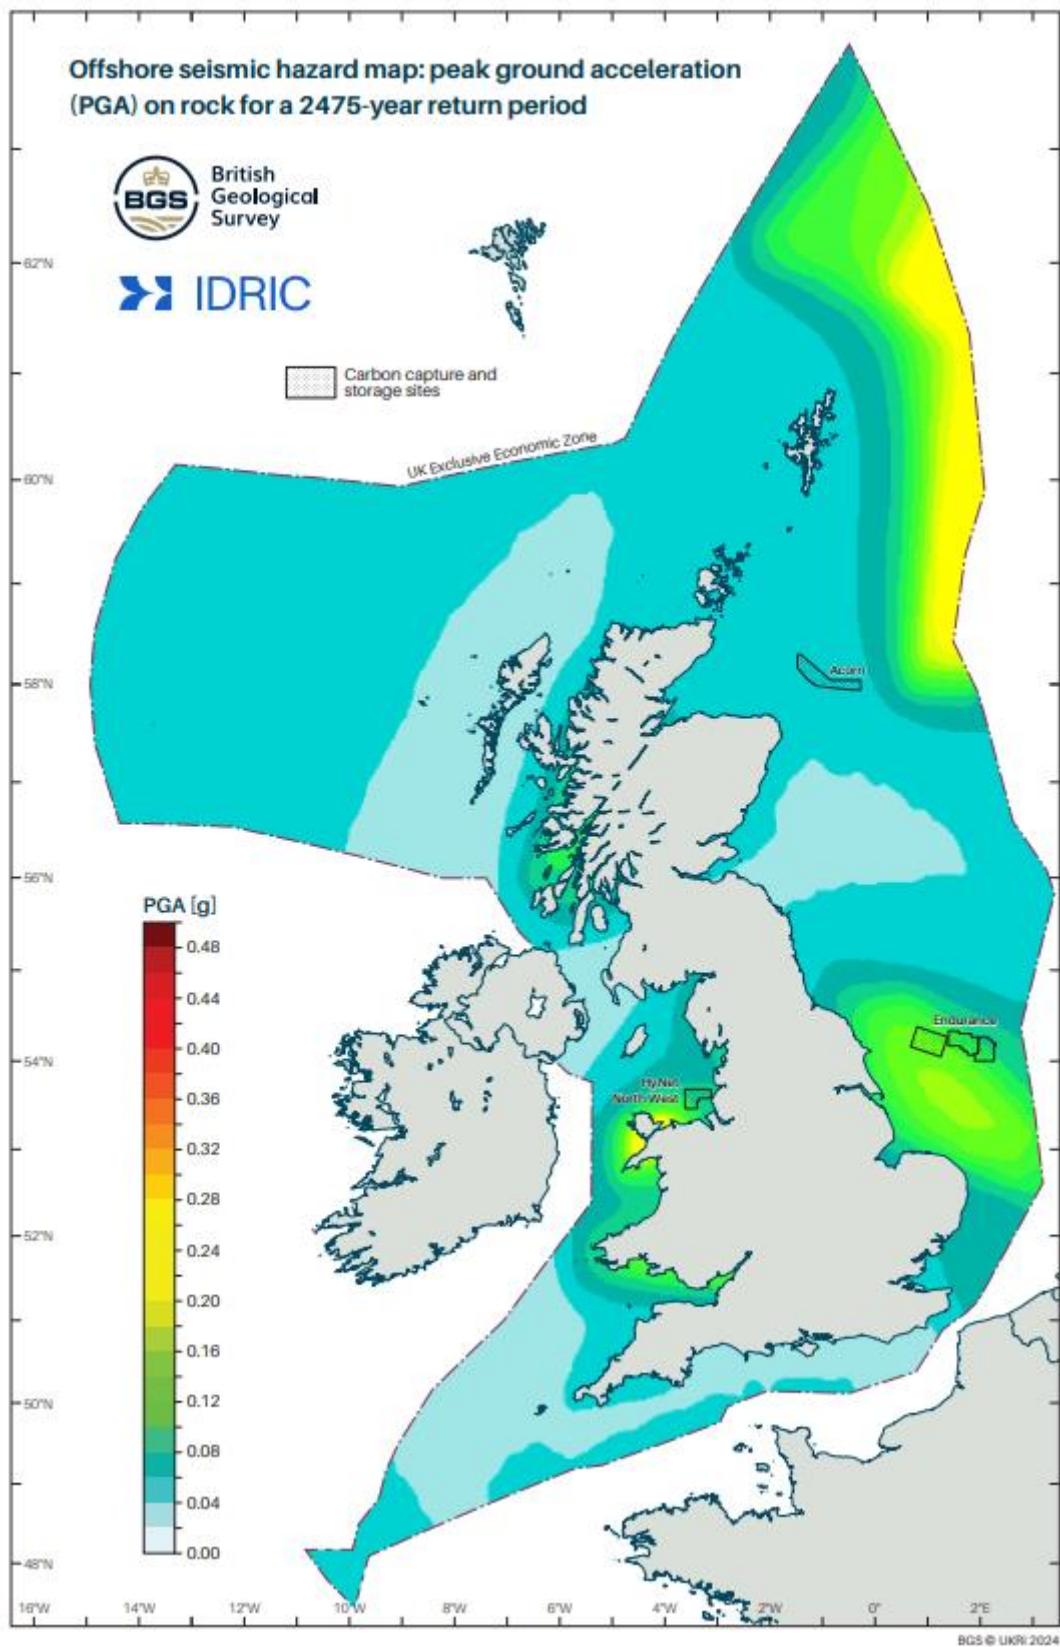 Offshore seismic hazard map: peak ground acceleration
(PGA) on rock for a 2475-year return period
BGS
British
Geological
Survey
IDRIC
Carbon capture and
storage sites
UK Exclusive Economic Zone
62°N
60°N
58°N
56°N
54°N
52°N
50°N
48°N
Acorn
Endurance
HyNet
North West
PGA [g]
0.48
0.44
0.40
0.36
0.32
0.28
0.24
0.20
0.16
0.12
0.08
0.04
0.00
16°W
14°W
12°W
10°W
8°W
6°W
4°W
2°W
0°
2°E
BGS © UKRI 2024